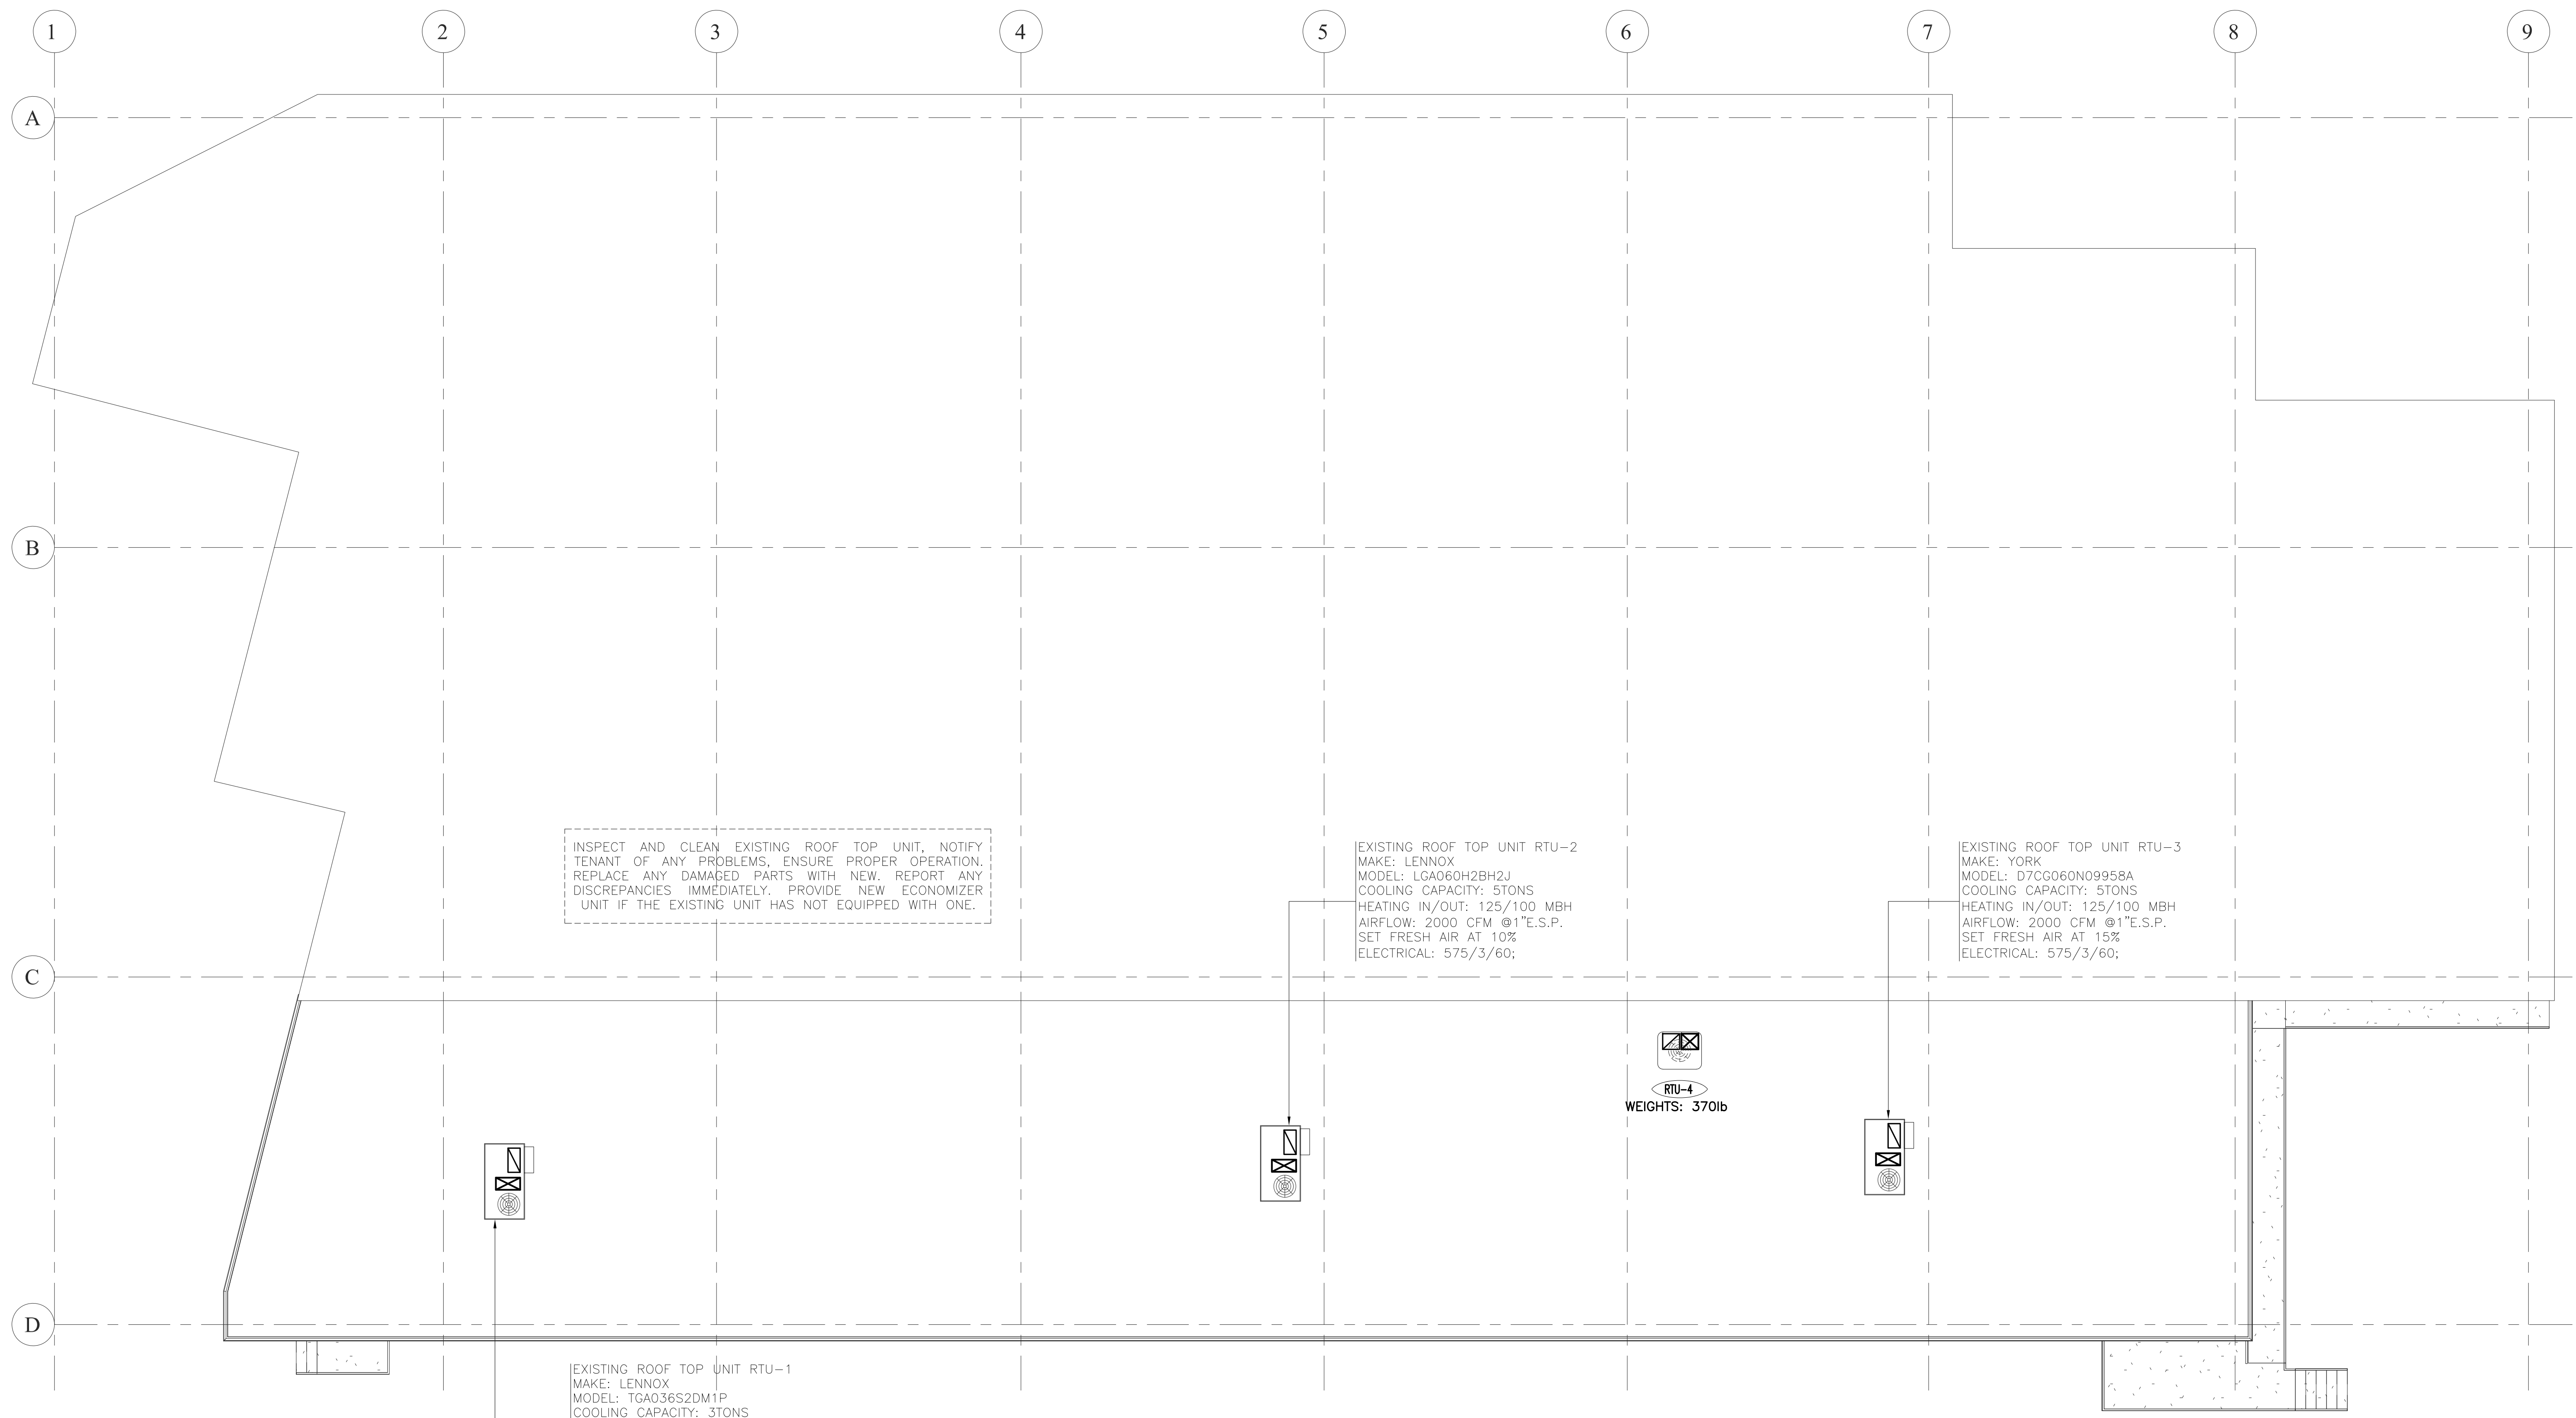 1
2
3
4
5
6
7
8
9
A
B
INSPECT AND CLEAN EXISTING ROOF TOP UNIT, NOTIFY
TENANT OF ANY PROBLEMS, ENSURE PROPER OPERATION.
REPLACE ANY DAMAGED PARTS WITH NEW. REPORT ANY
DISCREPANCIES IMMEDIATELY. PROVIDE NEW ECONOMIZER
UNIT IF THE EXISTING UNIT HAS NOT EQUIPPED WITH ONE.
EXISTING ROOF TOP UNIT RTU-2
MAKE: LENNOX
MODEL: LGA060H2BH2J
COOLING CAPACITY: 5TONS
HEATING IN/OUT: 125/100 MBH
AIRFLOW: 2000 CFM @1"E.S.P.
SET FRESH AIR AT 10%
ELECTRICAL: 575/3/60;
EXISTING ROOF TOP UNIT RTU-3
MAKE: YORK
MODEL: D7CG060N09958A
COOLING CAPACITY: 5TONS
HEATING IN/OUT: 125/100 MBH
AIRFLOW: 2000 CFM @1"E.S.P.
SET FRESH AIR AT 15%
ELECTRICAL: 575/3/60;
C
RTU-4
WEIGHTS: 370lb
D
EXISTING ROOF TOP UNIT RTU-1
MAKE: LENNOX
MODEL: TGA036S2DM1P
COOLING CAPACITY: 3TONS